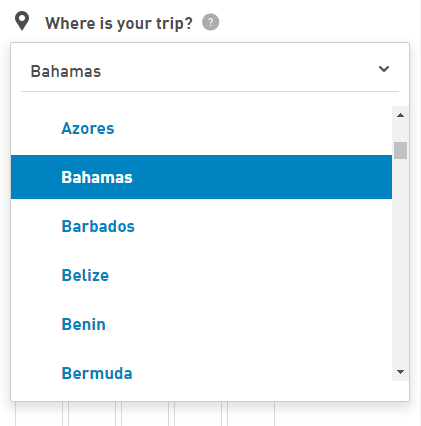 Where is your trip? ?
Bahamas
Azores
Bahamas
Barbados
Belize
Benin
Bermuda